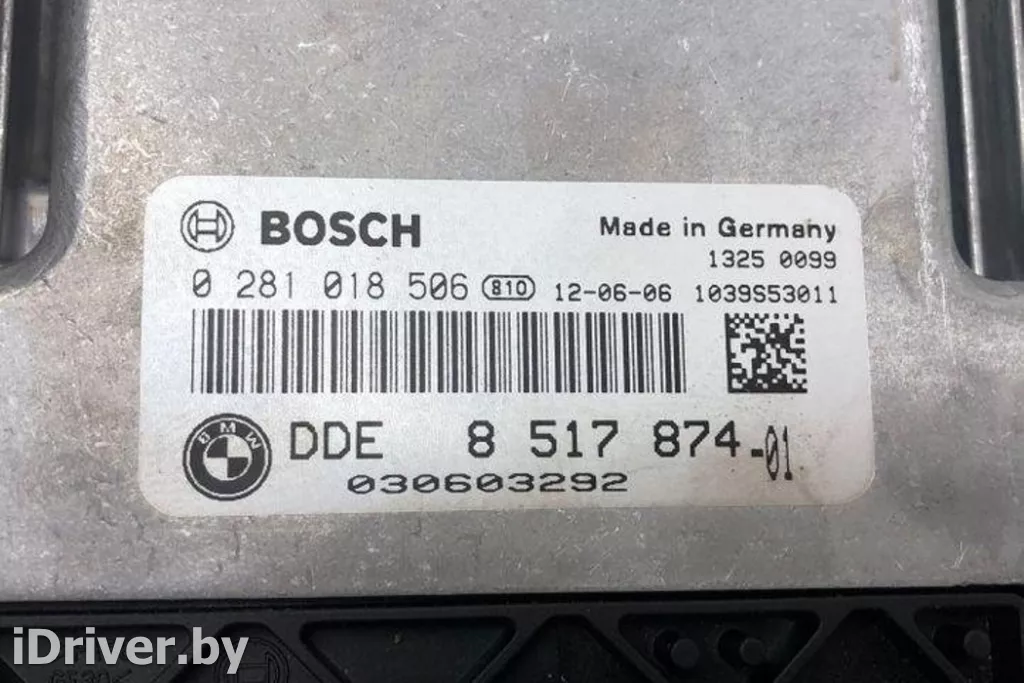 BOSCH
Made in Germany
1325 0099
0 281 018 506 810 12-06-06 1039S53011
BMW DDE 8 517 874-01
030603292
iDriver.by